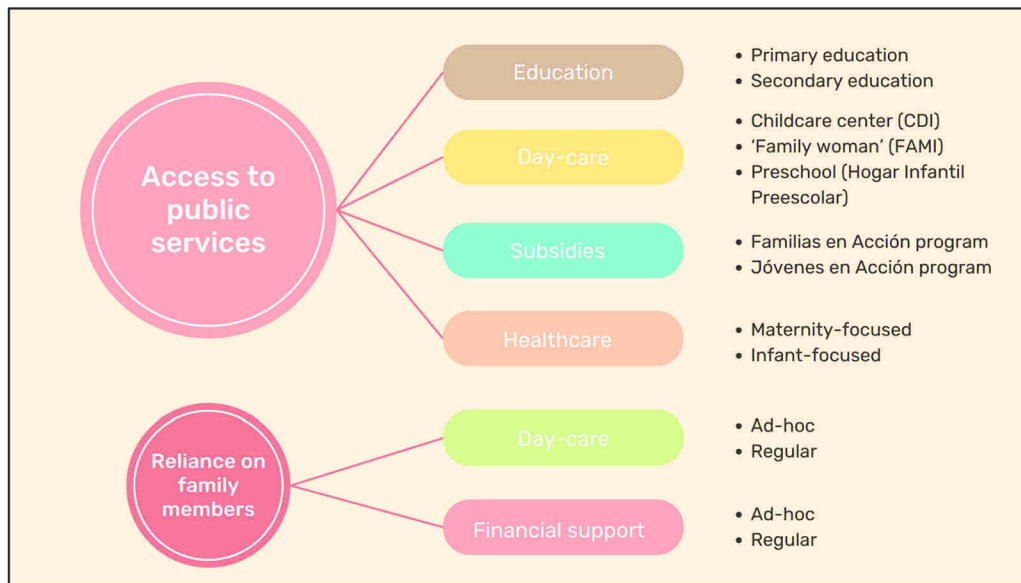 Access to
public
services
Education
• Primary education
• Secondary education
Day-care
• Childcare center (CDI)
• ‘Family woman’ (FAMI)
• Preschool (Hogar Infantil
Preescolar)
Subsidies
• Familias en Acción program
• Jóvenes en Acción program
Healthcare
• Maternity-focused
• Infant-focused
Reliance on
family
members
Day-care
• Ad-hoc
• Regular
Financial support
• Ad-hoc
• Regular